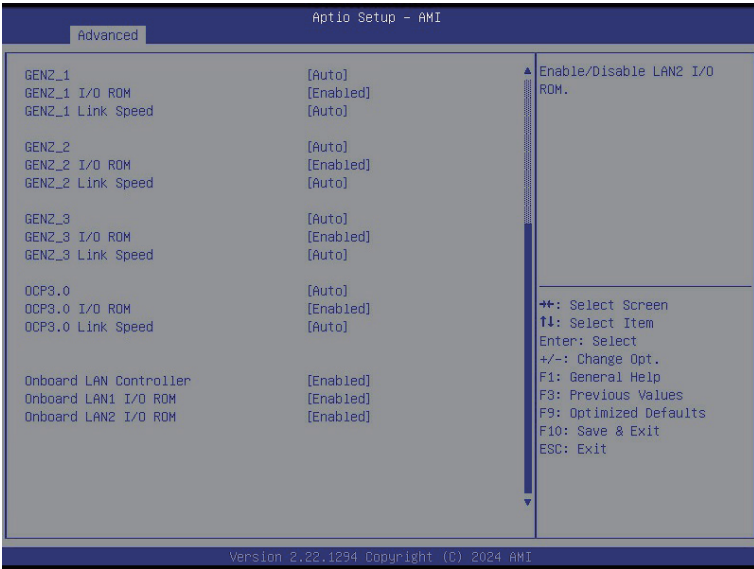 Aptio Setup – AMI
Advanced
GENZ_1 [Auto]
GENZ_1 I/O ROM [Enabled]
GENZ_1 Link Speed [Auto]
GENZ_2 [Auto]
GENZ_2 I/O ROM [Enabled]
GENZ_2 Link Speed [Auto]
GENZ_3 [Auto]
GENZ_3 I/O ROM [Enabled]
GENZ_3 Link Speed [Auto]
OCP3.0 [Auto]
OCP3.0 I/O ROM [Enabled]
OCP3.0 Link Speed [Auto]
Onboard LAN Controller [Enabled]
Onboard LAN1 I/O ROM [Enabled]
Onboard LAN2 I/O ROM [Enabled]
Enable/Disable LAN2 I/O
ROM.
→←: Select Screen
↑↓: Select Item
Enter: Select
+/-: Change Opt.
F1: General Help
F3: Previous Values
F9: Optimized Defaults
F10: Save & Exit
ESC: Exit
Version 2.22.1294 Copyright (C) 2024 AMI